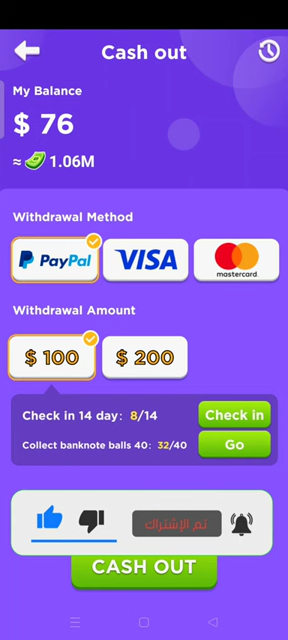 Cash out
My Balance
$ 76
≈ 1.06M
Withdrawal Method
PayPal
VISA
mastercard
Withdrawal Amount
$ 100
$ 200
Check in 14 day: 8/14
Check in
Collect banknote balls 40: 32/40
Go
تم الإشتراك
CASH OUT